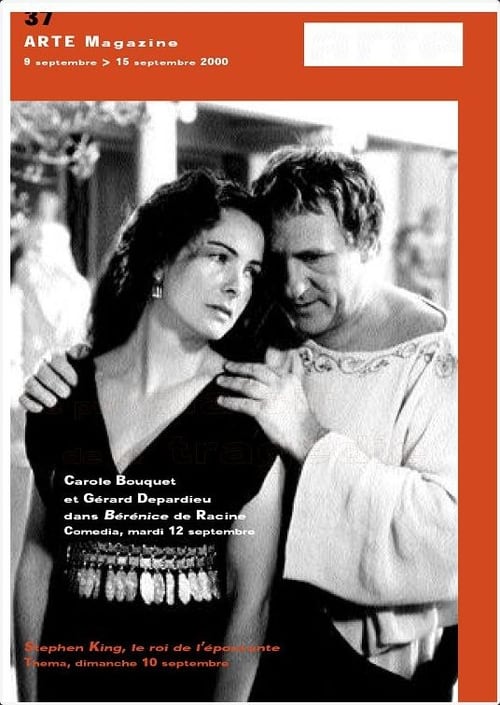 37
ARTE Magazine
9 septembre > 15 septembre 2000
Carole Bouquet
et Gérard Depardieu
dans Bérénice de Racine
Comedia, mardi 12 septembre
Stephen King, le roi de l'épouvante
Thema, dimanche 10 septembre